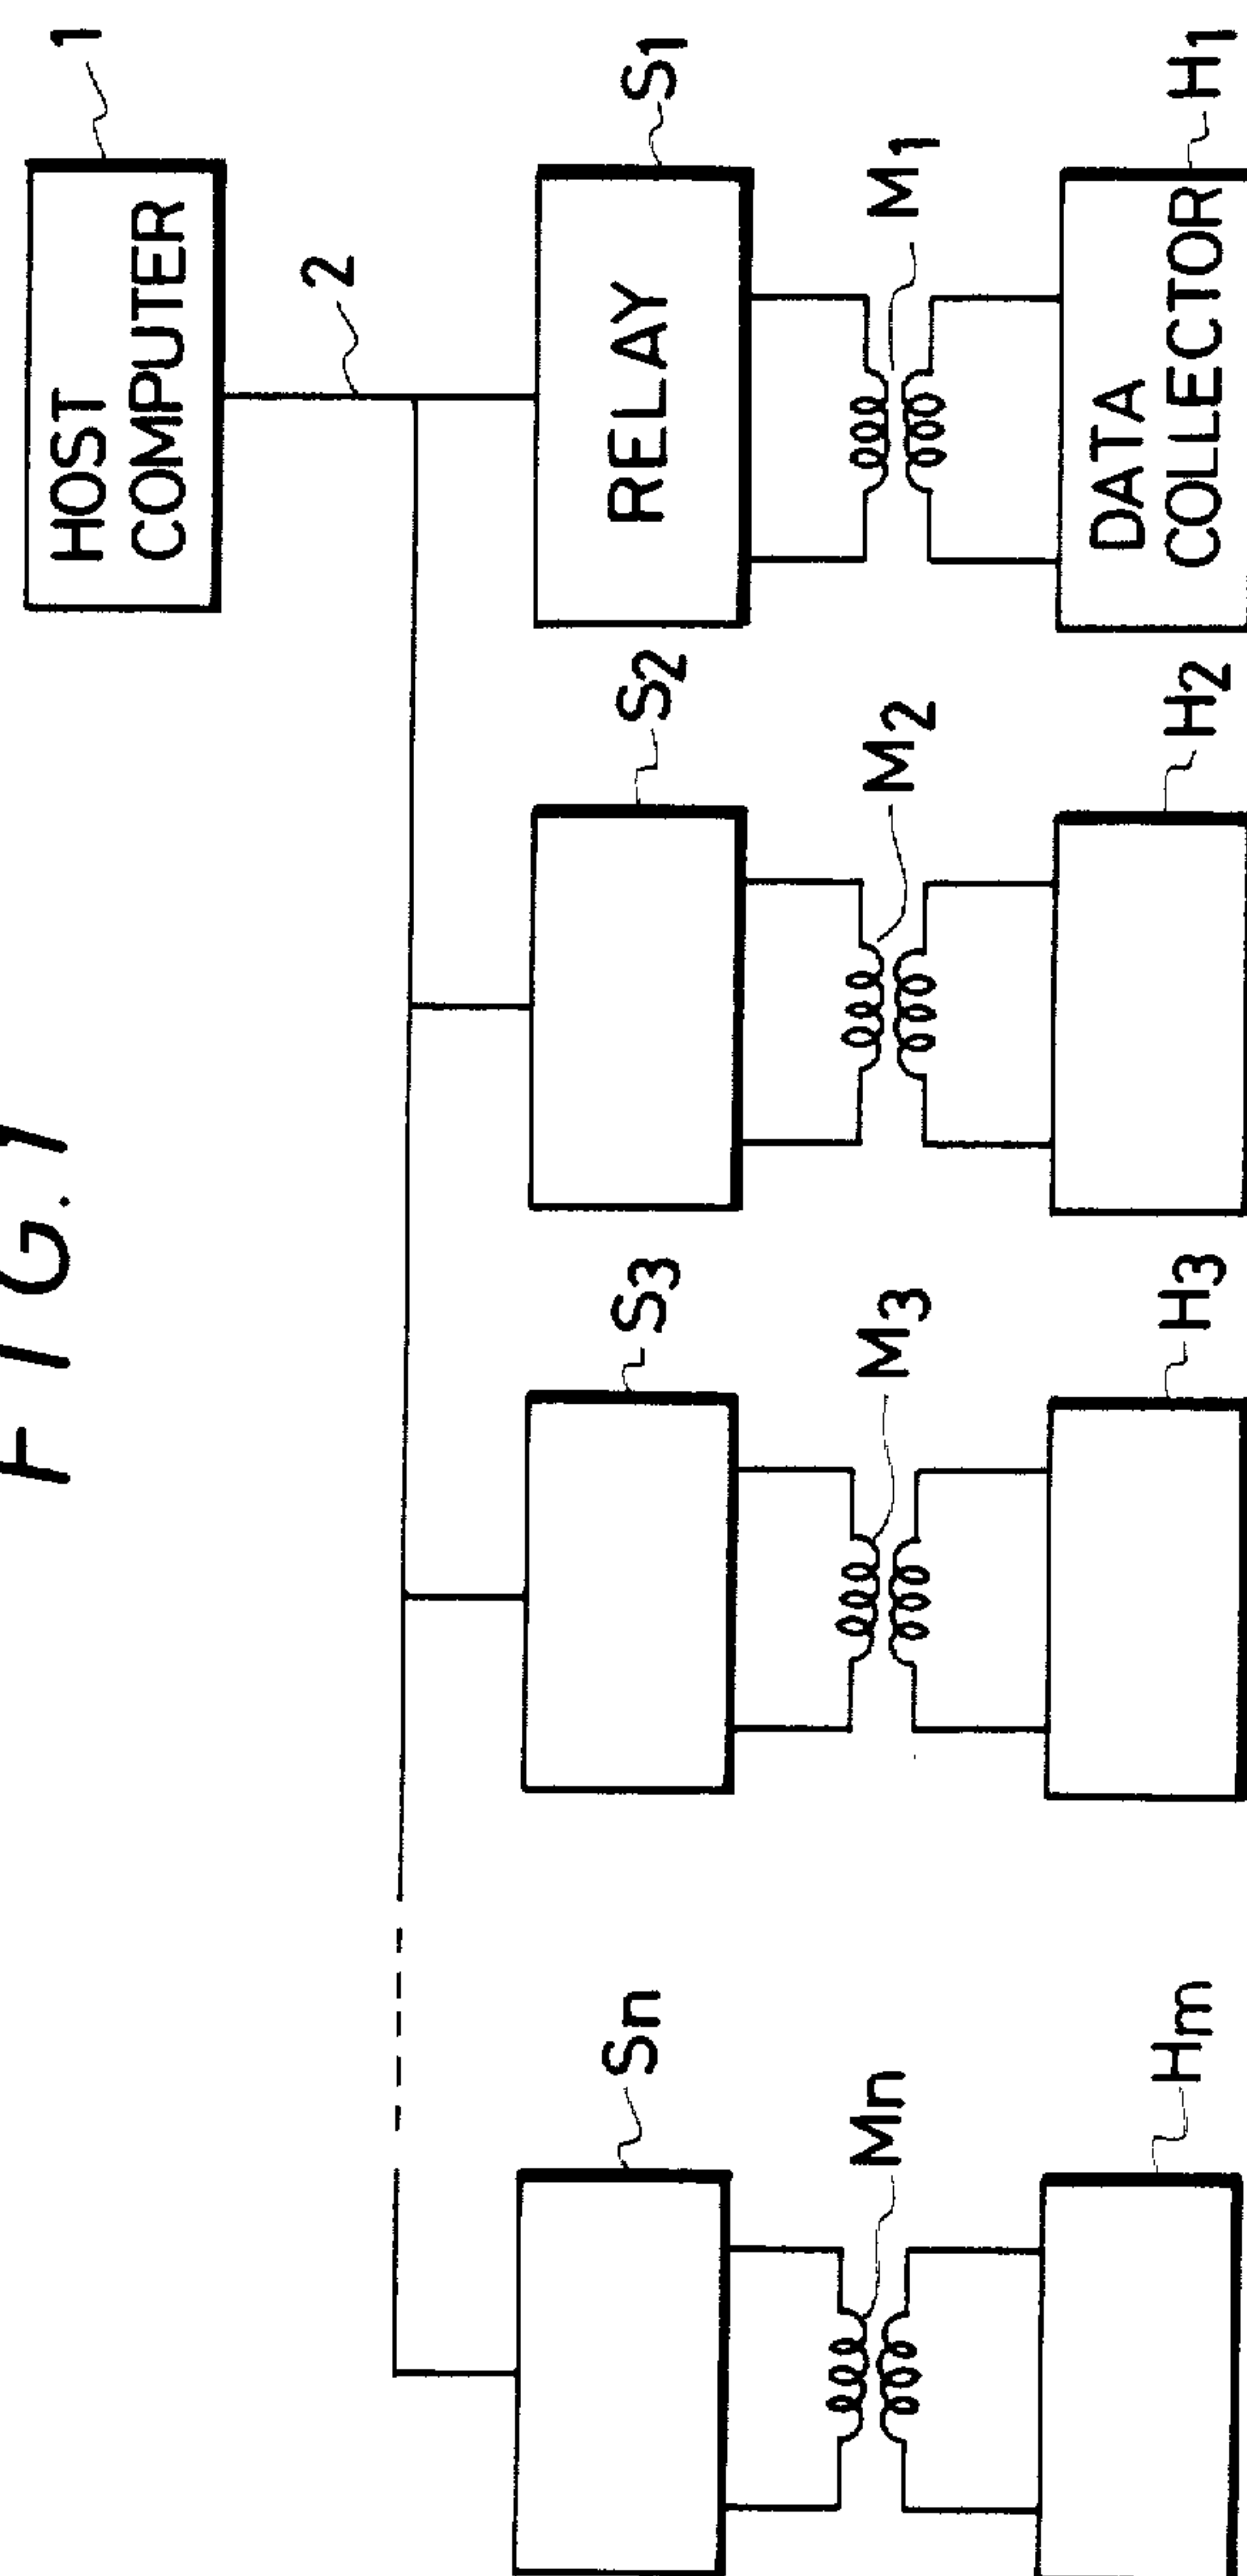 FIG. 1
1
HOST
COMPUTER
2
S1
RELAY
M1
H1
DATA
COLLECTOR
S2
M2
H2
S3
M3
H3
Sn
Mn
Hm